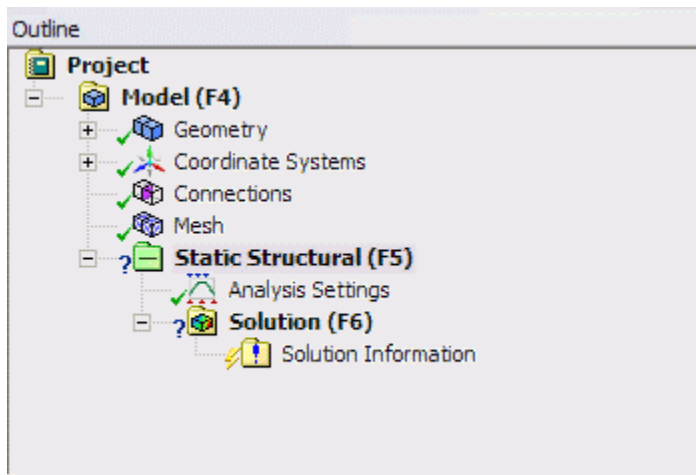 Outline
Project
Model (F4)
Geometry
Coordinate Systems
Connections
Mesh
Static Structural (F5)
Analysis Settings
Solution (F6)
Solution Information